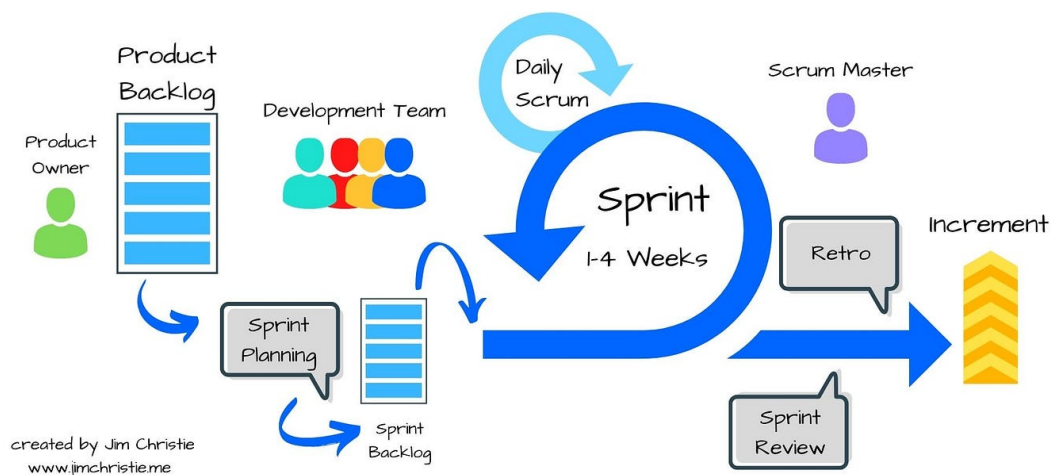 Product
Backlog
Product
Owner
Development Team
Daily
Scrum
Scrum Master
Sprint
1-4 Weeks
Retro
Increment
Sprint
Planning
Sprint
Backlog
Sprint
Review
created by Jim Christie
www.jimchristie.me